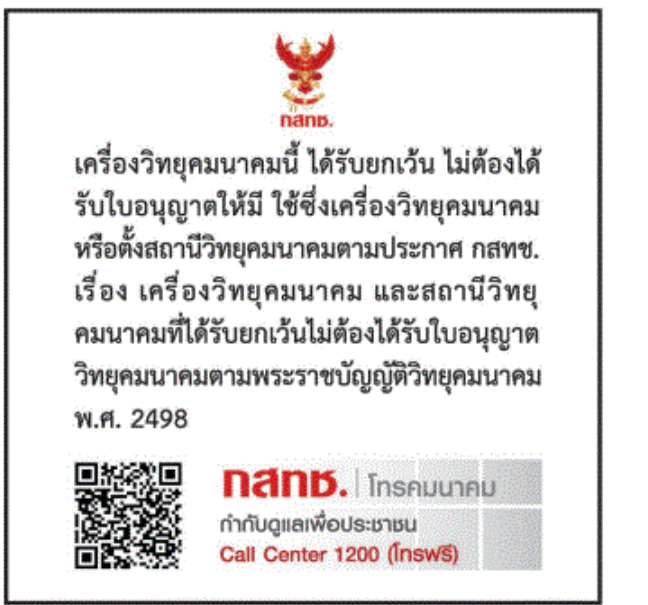 กสทช.
เครื่องวิทยุคมนาคมนี้ ได้รับยกเว้น ไม่ต้องได้
รับใบอนุญาตให้มี ใช้ซึ่งเครื่องวิทยุคมนาคม
หรือตั้งสถานีวิทยุคมนาคมตามประกาศ กสทช.
เรื่อง เครื่องวิทยุคมนาคม และสถานีวิทยุ
คมนาคมที่ได้รับยกเว้นไม่ต้องได้รับใบอนุญาต
วิทยุคมนาคมตามพระราชบัญญัติวิทยุคมนาคม
พ.ศ. 2498
กสทช. | โทรคมนาคม
กำกับดูแลเพื่อประชาชน
Call Center 1200 (โทรฟรี)